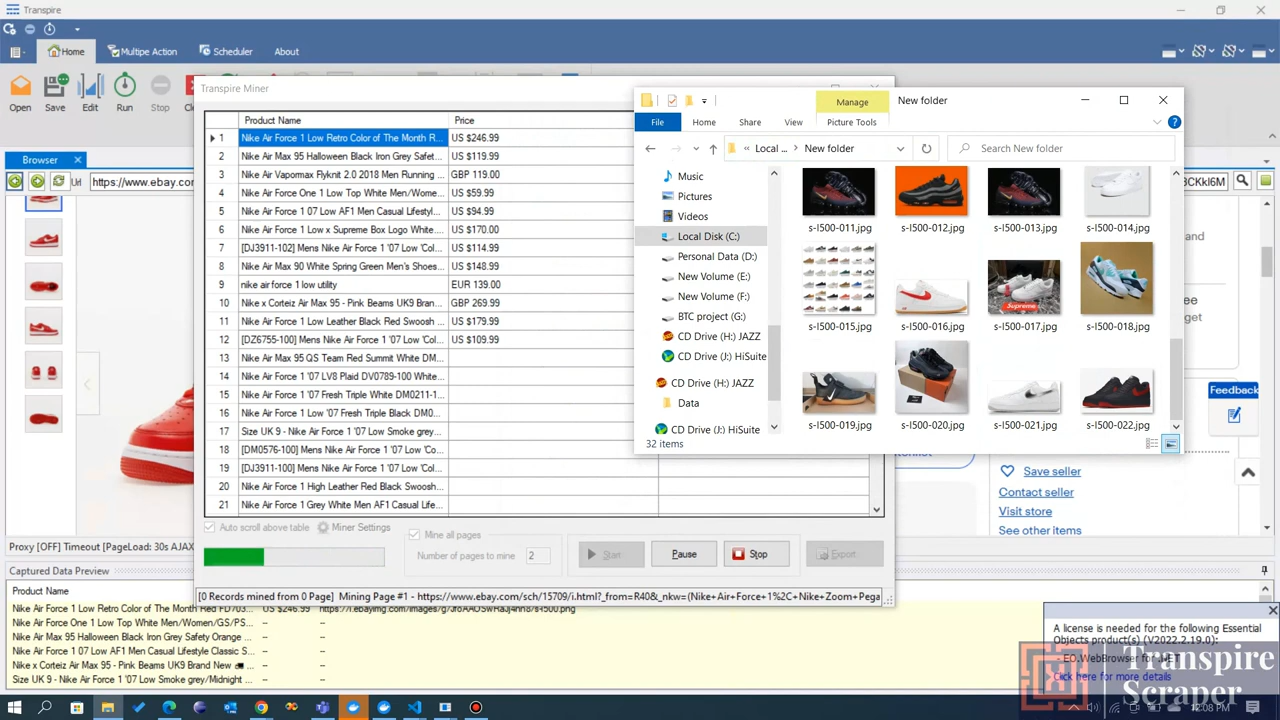 Transpire
Home
Multipe Action
Scheduler
About
Open
Save
Edit
Run
Stop
Browser
Url
https://www.ebay.con
3CKkl6M
Transpire Miner
Product Name
Price
1 Nike Air Force 1 Low Retro Color of The Month R... US $246.99
2 Nike Air Max 95 Halloween Black Iron Grey Safet... US $119.99
3 Nike Air Vapomax Flyknit 2.0 2018 Men Running ... GBP 119.00
4 Nike Air Force One 1 Low Top White Men/Wome... US $59.99
5 Nike Air Force 1 07 Low AF1 Men Casual Lifestyl... US $94.99
6 Nike Air Force 1 Low x Supreme Box Logo White... US $170.00
7 [DJ3911-102] Mens Nike Air Force 1 '07 Low 'Col... US $114.99
8 Nike Air Max 90 White Spring Green Men's Shoes... US $148.99
9 nike air force 1 low utility EUR 139.00
10 Nike x Corteiz Air Max 95 - Pink Beams UK9 Bran... GBP 269.99
11 Nike Air Force 1 Low Leather Black Red Swoosh ... US $179.99
12 [DZ6755-100] Mens Nike Air Force 1 '07 Low 'Col... US $109.99
13 Nike Air Max 95 QS Team Red Summit White DM...
14 Nike Air Force 1 '07 LV8 Plaid DV0789-100 Men'...
15 Nike Air Force 1 '07 Fresh Triple White DM0211-1...
16 Nike Air Force 1 Low '07 Fresh Triple Black DM0...
17 Size UK 9 - Nike Air Force 1 '07 Low Smoke grey...
18 [DM0576-100] Mens Nike Air Force 1 '07 Low 'Co...
19 [DJ3911-100] Mens Nike Air Force 1 '07 Low 'Col...
20 Nike Air Force 1 High Leather Red Black Swoosh...
21 Nike Air Force 1 Grey White Men AF1 Casual Lifestyle...
Auto scroll above table
Miner Settings
Mine all pages
Number of pages to mine 2
Start
Pause
Stop
Export
[0 Records mined from 0 Page] Mining Page #1 - https://www.ebay.com/sch/15709/i.html?_from=R40&_nkw=(Nike+Air+Force+1%2C+Nike+Zoom+Pega
Manage
New folder
File
Home
Share
View
Picture Tools
Local ...
New folder
Search New folder
Music
Pictures
Videos
Local Disk (C:)
Personal Data (D:)
New Volume (E:)
New Volume (F:)
BTC project (G:)
CD Drive (H:) JAZZ
CD Drive (J:) HiSuite
CD Drive (H:) JAZZ
Data
CD Drive (J:) HiSuite
s-l500-011.jpg
s-l500-012.jpg
s-l500-013.jpg
s-l500-014.jpg
s-l500-015.jpg
s-l500-016.jpg
Supreme
s-l500-017.jpg
s-l500-018.jpg
s-l500-019.jpg
s-l500-020.jpg
s-l500-021.jpg
s-l500-022.jpg
32 items
Feedback
Save seller
Contact seller
Visit store
See other items
Proxy [OFF] Timeout [PageLoad: 30s AJAX
Captured Data Preview
Product Name
Nike Air Force 1 Low Retro Color of The Month Red FD703... US $246.99
Nike Air Force 1 One Low Top White Men/Women/GS/PS... --
Nike Air Max 95 Halloween Black Iron Grey Safety Orange ... --
Nike Air Force 1 07 Low AF1 Men Casual Lifestyle Classic S... --
Nike x Corteiz Air Max 95 - Pink Beams UK9 Brand New --
Size UK 9 - Nike Air Force 1 '07 Low Smoke grey/Midnight --
A license is needed for the following Essential
Objects product(s) (V2022.2.19.0):
- EO.WebBrowser for .NET
Click here for more details
Transpire
Scraper
12:08 PM